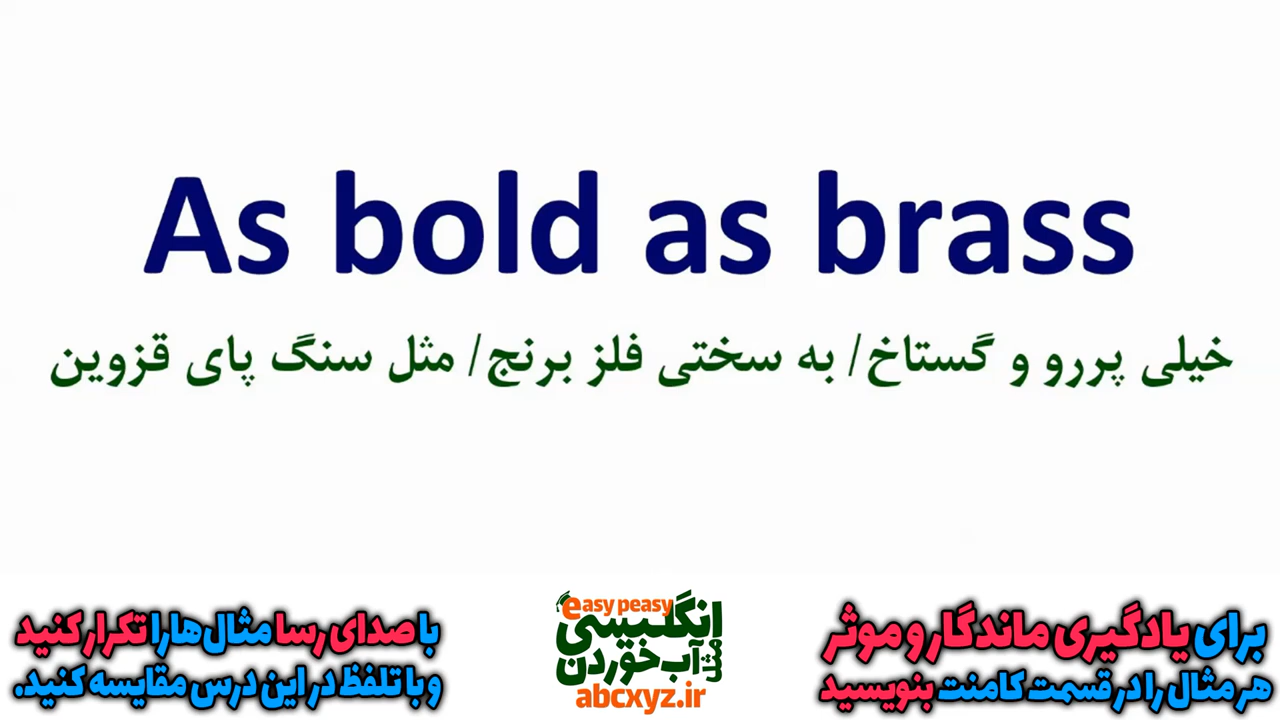 As bold as brass
خیلی پررو و گستاخ/ به سختی فلز برنج/ مثل سنگ پای قزوین
برای یادگیری ماندگار و موثر
هر مثال را در قسمت کامنت بنویسید
easy peasy
انگلیسی
مثل آب خوردن
abcxyz.ir
با صدای رسا مثال‌ها را تکرار کنید
و با تلفظ در این درس مقایسه کنید.